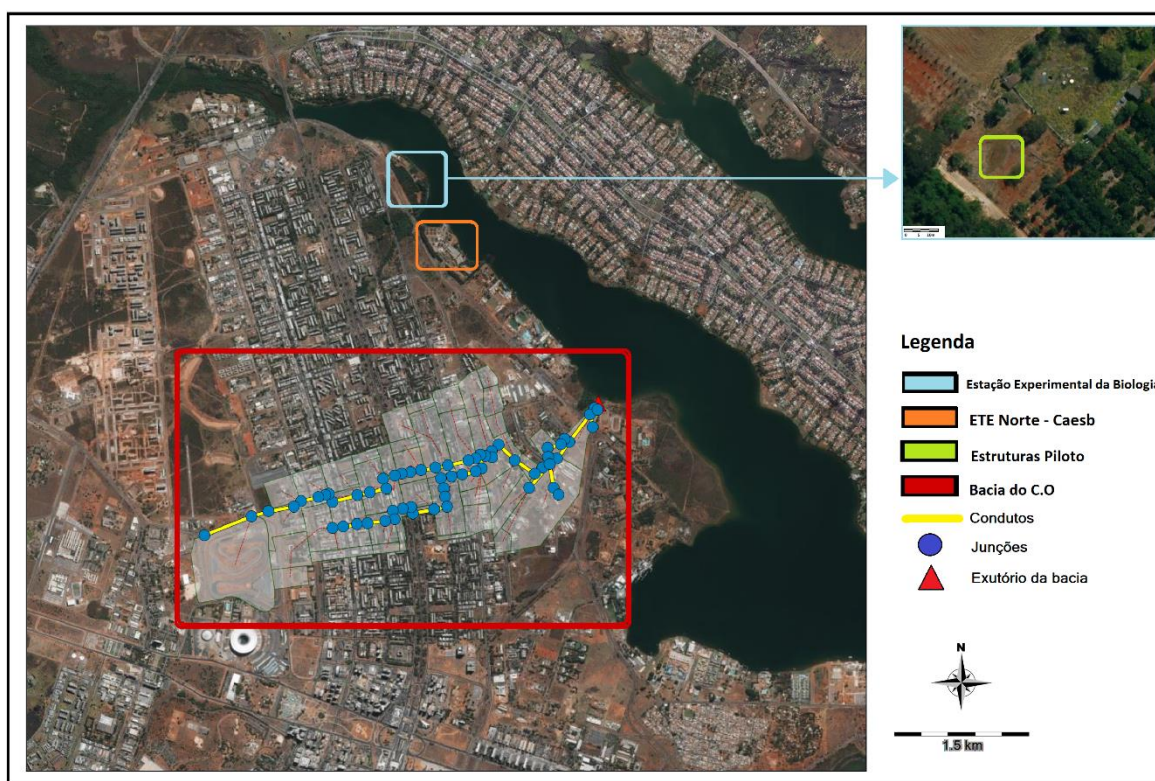 Legenda
Estação Experimental da Biologia
ETE Norte - Caesb
Estruturas Piloto
Bacia do C.O
Condutos
Junções
Exutório da bacia
N
1.5 km